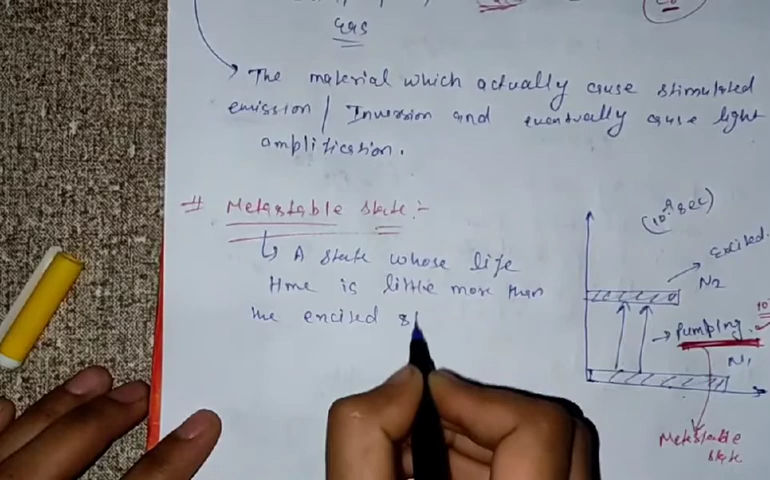 Gas
The material which actually cause stimulated
emission / Inversion and eventually cause light
amplification.
# Metastable state :-
A state whose life
time is little more than
the excited s
(10⁻⁹ sec)
Excited.
N2
Pumping.
N1
Metastable
state